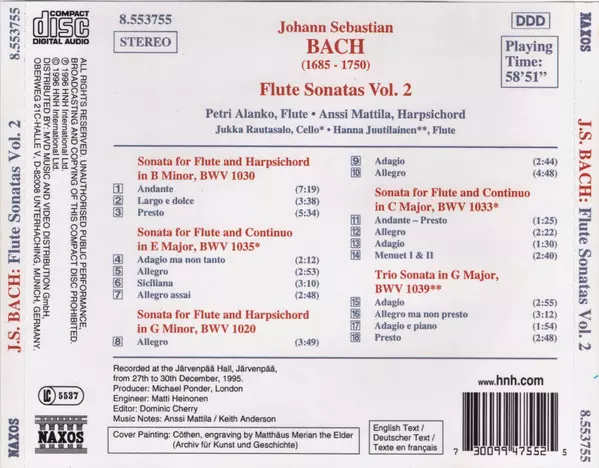 8.553755
NAXOS
J.S. BACH: Flute Sonatas Vol. 2
COMPACT
disc
DIGITAL AUDIO
ALL RIGHTS RESERVED. UNAUTHORISED PUBLIC PERFORMANCE,
BROADCASTING AND COPYING OF THIS COMPACT DISC PROHIBITED.
℗ 1996 HNH International Ltd.
© 1996 HNH International Ltd.
DISTRIBUTED BY: MVD MUSIC AND VIDEO DISTRIBUTION GmbH,
OBERWEG 21C-HALLE V, D-82008 UNTERHACHING, MUNICH, GERMANY.
LC 5537
8.553755
STEREO
Johann Sebastian
BACH
(1685 - 1750)
Flute Sonatas Vol. 2
DDD
Playing
Time:
58'51"
Petri Alanko, Flute • Anssi Mattila, Harpsichord
Jukka Rautasalo, Cello* • Hanna Juutilainen**, Flute
Sonata for Flute and Harpsichord
in B Minor, BWV 1030
1 Andante (7:19)
2 Largo e dolce (3:38)
3 Presto (5:34)
Sonata for Flute and Continuo
in E Major, BWV 1035*
4 Adagio ma non tanto (2:12)
5 Allegro (2:53)
6 Siciliana (3:10)
7 Allegro assai (2:48)
Sonata for Flute and Harpsichord
in G Minor, BWV 1020
8 Allegro (3:49)
9 Adagio (2:44)
10 Allegro (4:48)
Sonata for Flute and Continuo
in C Major, BWV 1033*
11 Andante – Presto (1:25)
12 Allegro (2:22)
13 Adagio (1:30)
14 Menuet I & II (2:40)
Trio Sonata in G Major,
BWV 1039**
15 Adagio (2:55)
16 Allegro ma non presto (3:12)
17 Adagio e piano (1:54)
18 Presto (2:48)
Recorded at the Järvenpää Hall, Järvenpää,
from 27th to 30th December, 1995.
Producer: Michael Ponder, London
Engineer: Matti Heinonen
Editor: Dominic Cherry
Music Notes: Anssi Mattila / Keith Anderson
Cover Painting: Cöthen, engraving by Matthäus Merian the Elder
(Archiv für Kunst und Geschichte)
English Text /
Deutscher Text /
Texte en français
www.hnh.com
7 30099 47552 5
NAXOS
J.S. BACH: Flute Sonatas Vol. 2
8.553755